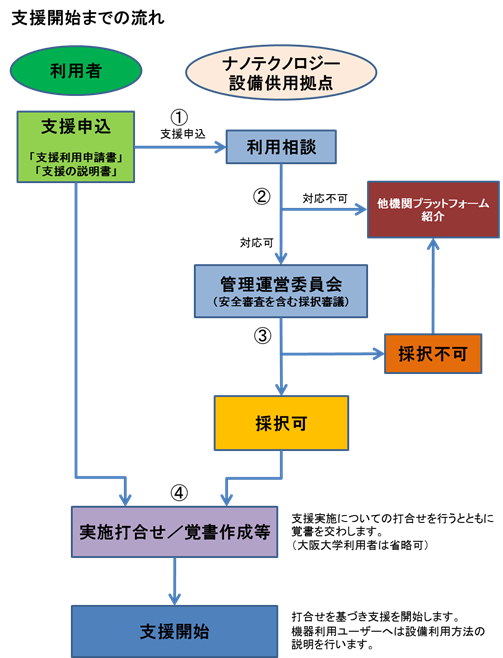 支援開始までの流れ
利用者
ナノテクノロジー
設備供用拠点
支援申込
「支援利用申請書」
「支援の説明書」
①
支援申込
利用相談
②
対応不可
他機関プラットフォーム
紹介
対応可
管理運営委員会
（安全審査を含む採択審議）
③
採択不可
採択可
④
実施打合せ／覚書作成等
支援実施についての打合せを行うとともに
覚書を交わします。
（大阪大学利用者は省略可）
支援開始
打合せを基づき支援を開始します。
機器利用ユーザーへは設備利用方法の
説明を行います。